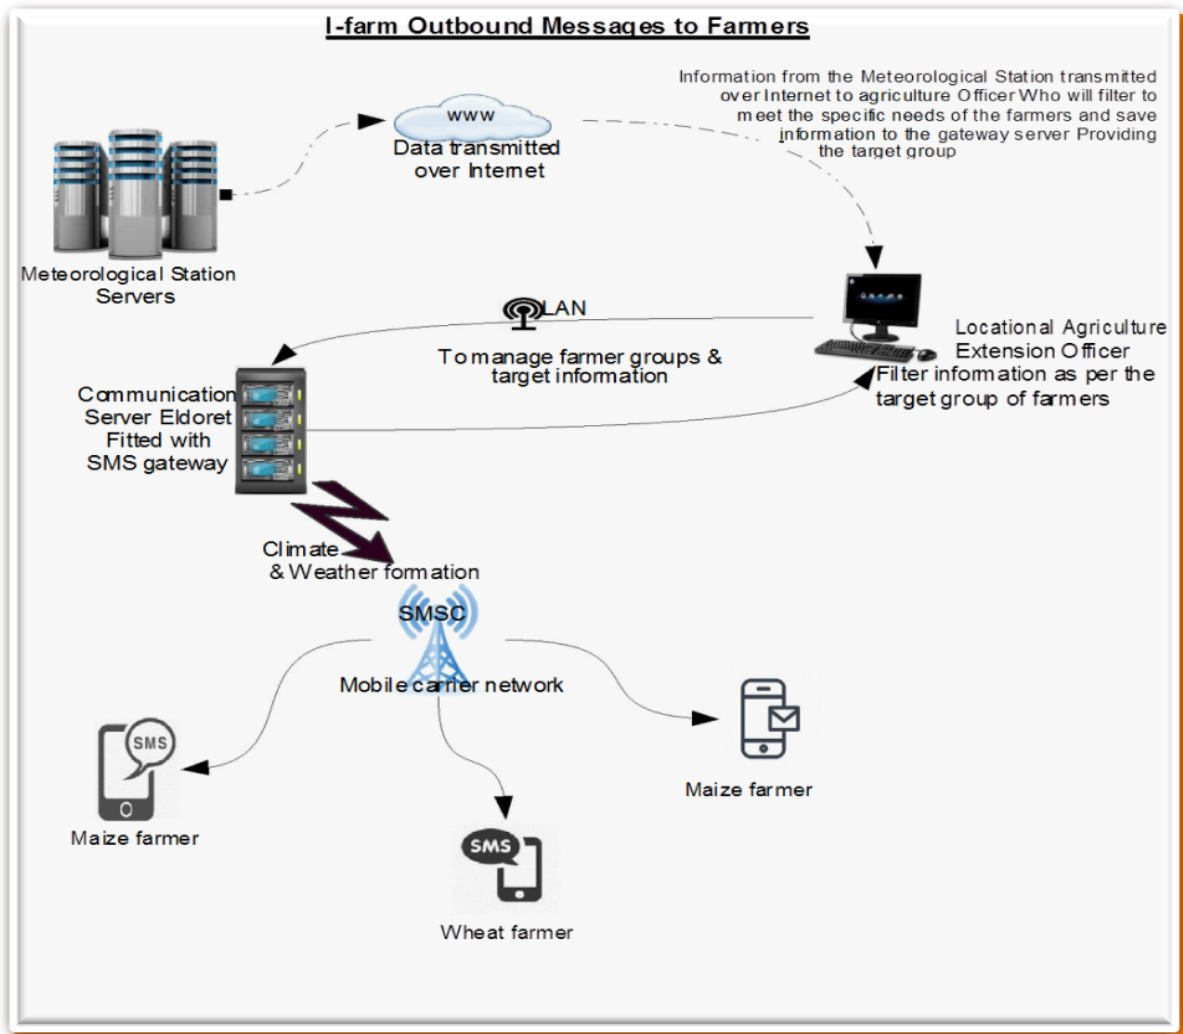 I-farm Outbound Messages to Farmers
Information from the Meteorological Station transmitted
over Internet to agriculture Officer Who will filter to
meet the specific needs of the farmers and save
information to the gateway server Providing
the target group
www
Data transmitted
over Internet
Meteorological Station
Servers
LAN
To manage farmer groups &
target information
Locational Agriculture
Extension Officer
Filter information as per the
target group of farmers
Communication
Server Eldoret
Fitted with
SMS gateway
Climate
& Weather formation
SMSC
Mobile carrier network
SMS
Maize farmer
Maize farmer
SMS
Wheat farmer